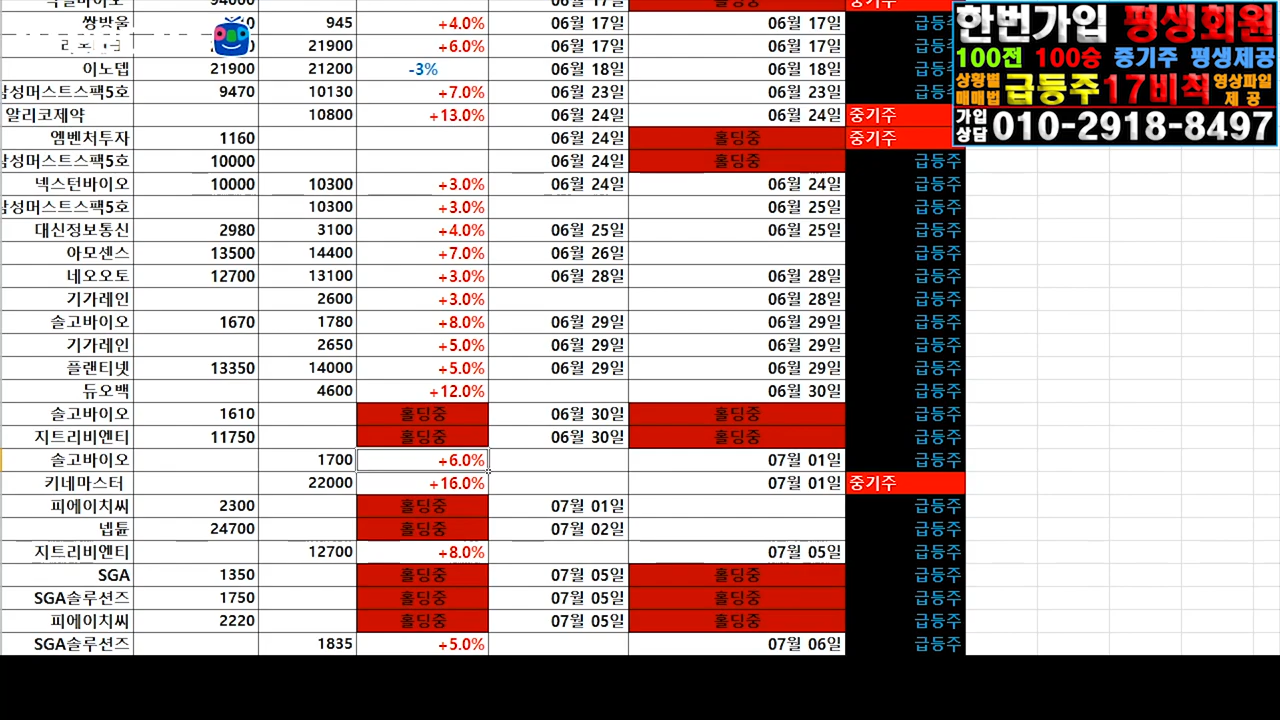 06월 17일
쌍방울 945 +4.0% 06월 17일 06월 17일
21900 +6.0% 06월 17일 06월 17일
이노뎁 21900 21200 -3% 06월 18일 06월 18일
삼성머스트스팩5호 9470 10130 +7.0% 06월 23일 06월 23일
알리코제약 10800 +13.0% 06월 24일 06월 24일 중기주
엠벤처투자 1160 06월 24일 홀딩중 중기주
삼성머스트스팩5호 10000 06월 24일 홀딩중 급등주
넥스턴바이오 10000 10300 +3.0% 06월 24일 06월 24일 급등주
삼성머스트스팩5호 10300 +3.0% 06월 25일 급등주
대신정보통신 2980 3100 +4.0% 06월 25일 06월 25일 급등주
아모센스 13500 14400 +7.0% 06월 26일 급등주
네오오토 12700 13100 +3.0% 06월 28일 06월 28일 급등주
기가레인 2600 +3.0% 06월 28일 급등주
솔고바이오 1670 1780 +8.0% 06월 29일 06월 29일 급등주
기가레인 2650 +5.0% 06월 29일 06월 29일 급등주
플랜티넷 13350 14000 +5.0% 06월 29일 06월 29일 급등주
듀오백 4600 +12.0% 06월 30일 급등주
솔고바이오 1610 홀딩중 06월 30일 홀딩중 급등주
지트리비엔티 11750 홀딩중 06월 30일 홀딩중 급등주
솔고바이오 1700 +6.0% 07월 01일 급등주
키네마스터 22000 +16.0% 07월 01일 중기주
피에이치씨 2300 홀딩중 07월 01일 급등주
넵튠 24700 홀딩중 07월 02일 급등주
지트리비엔티 12700 +8.0% 07월 05일 급등주
SGA 1350 홀딩중 07월 05일 홀딩중 급등주
SGA솔루션즈 1750 홀딩중 07월 05일 홀딩중 급등주
피에이치씨 2220 홀딩중 07월 05일 홀딩중 급등주
SGA솔루션즈 1835 +5.0% 07월 06일 급등주
한번가입 평생회원
100전 100승 중기주 평생제공
상황별 매매법 급등주17비책 영상파일 제 공
가입 상담 010-2918-8497